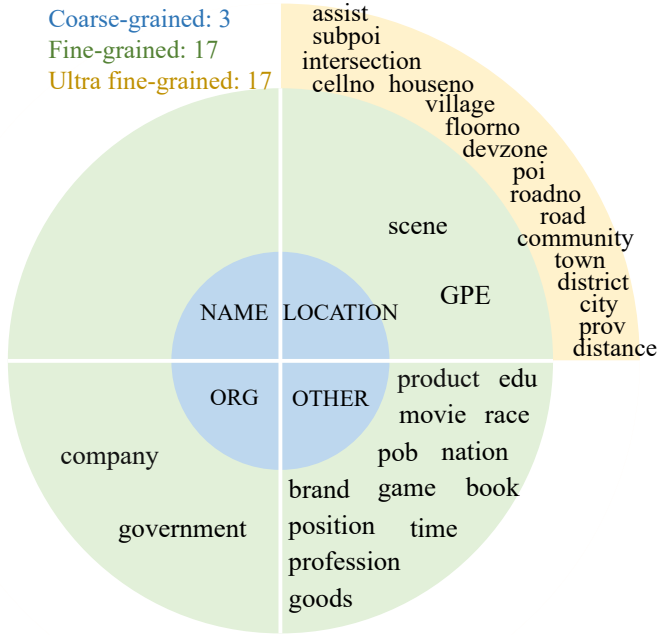 Coarse-grained: 3
Fine-grained: 17
Ultra fine-grained: 17
assist
subpoi
intersection
cellno houseno
village
floorno
devzone
poi
roadno
road
community
town
district
city
prov
distance
scene
GPE
NAME LOCATION
ORG OTHER
company
government
product edu
movie race
pob nation
brand game book
position time
profession
goods